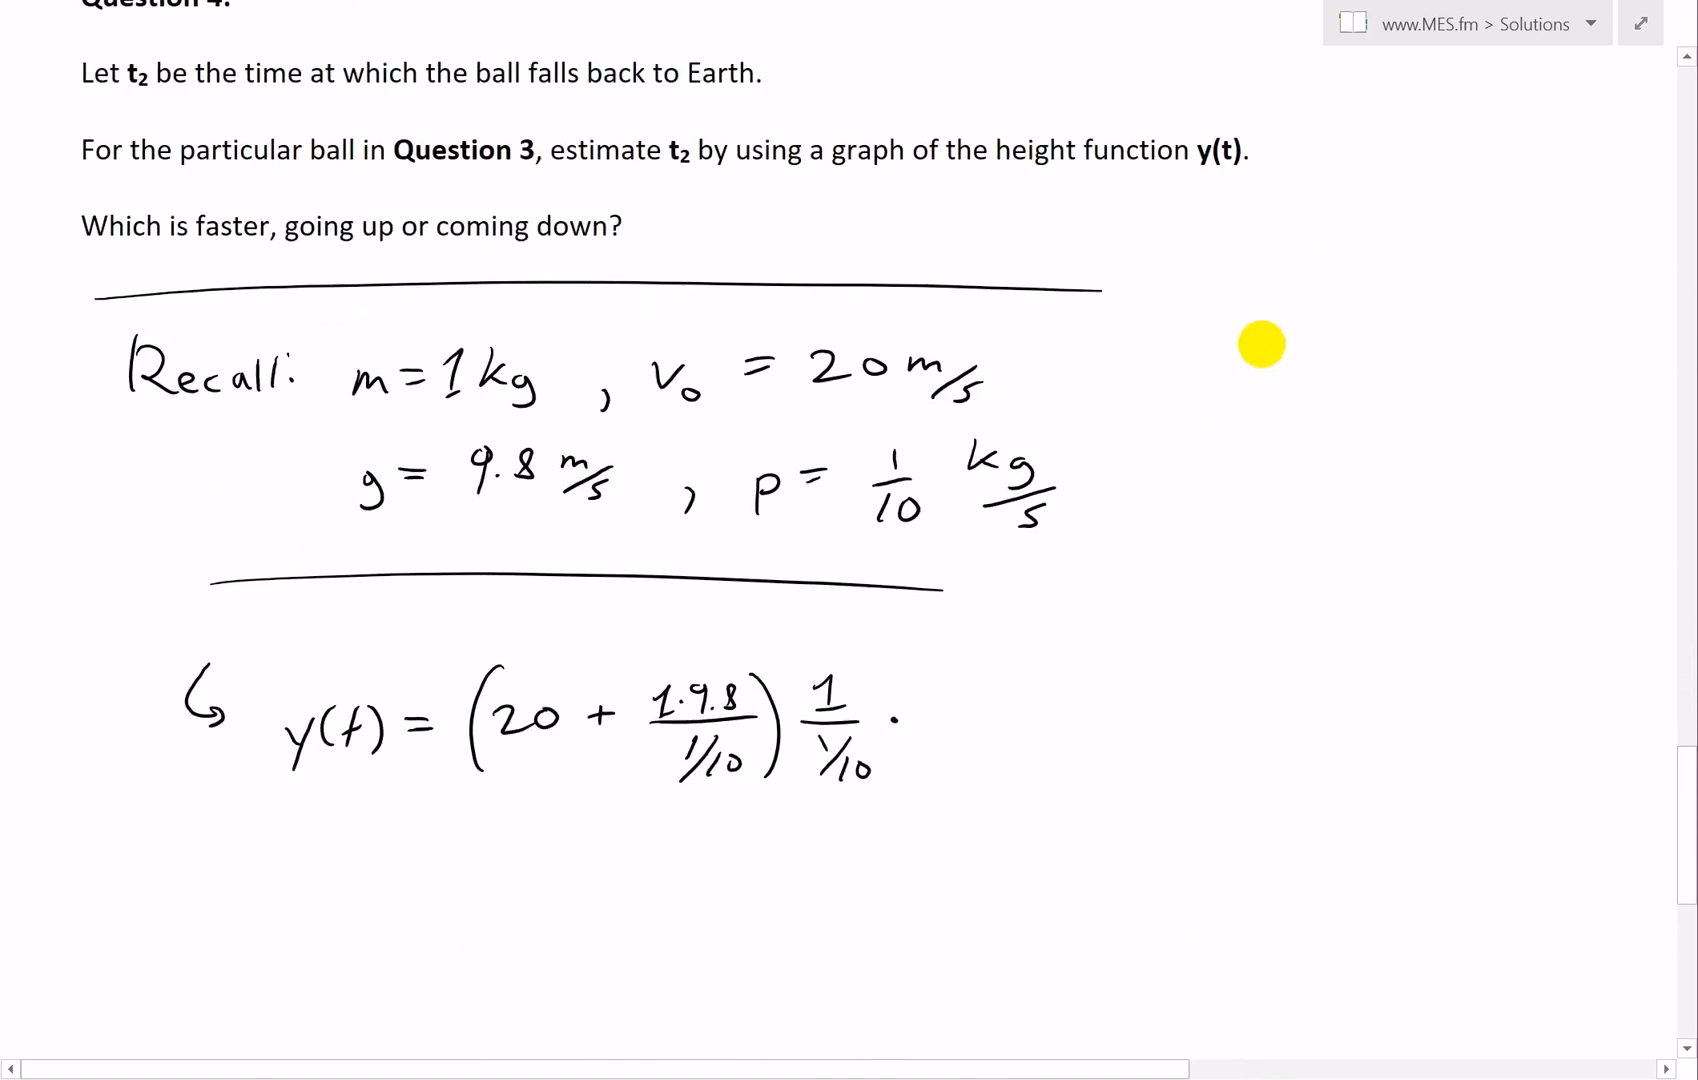 Question 4:
www.MES.fm > Solutions
Let t₂ be the time at which the ball falls back to Earth.
For the particular ball in Question 3, estimate t₂ by using a graph of the height function y(t).
Which is faster, going up or coming down?
Recall: m = 1 kg , v₀ = 20 m/s
g = 9.8 m/s , p = 1/10 kg/s
y(t) = (20 + (1·9.8)/(1/10)) 1/(1/10) ·